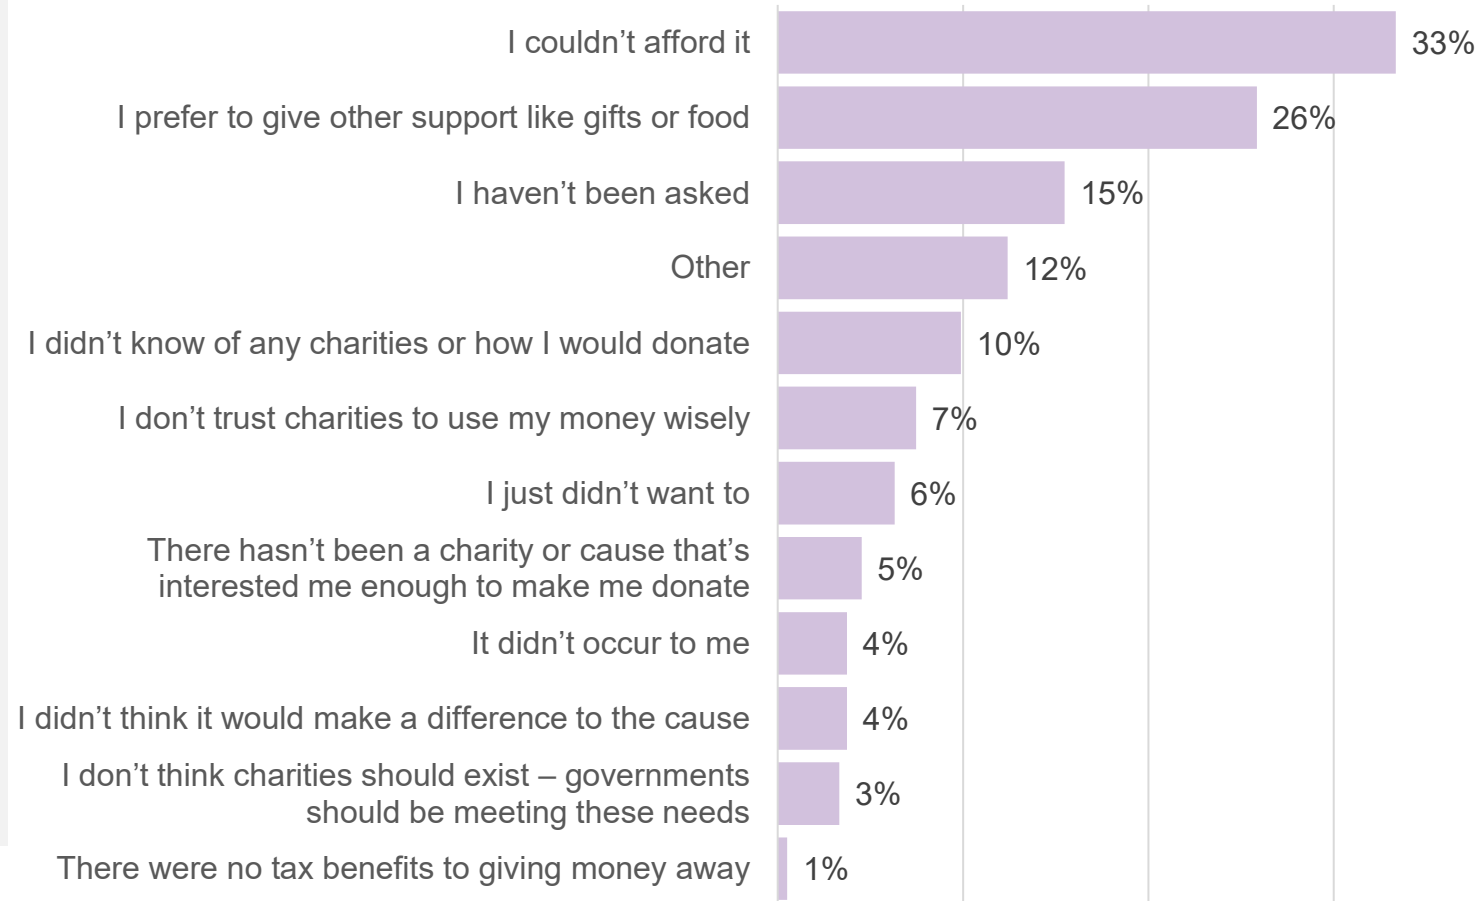 I couldn’t afford it 33%
I prefer to give other support like gifts or food 26%
I haven’t been asked 15%
Other 12%
I didn’t know of any charities or how I would donate 10%
I don’t trust charities to use my money wisely 7%
I just didn’t want to 6%
There hasn’t been a charity or cause that’s
interested me enough to make me donate 5%
It didn’t occur to me 4%
I didn’t think it would make a difference to the cause 4%
I don’t think charities should exist – governments
should be meeting these needs 3%
There were no tax benefits to giving money away 1%